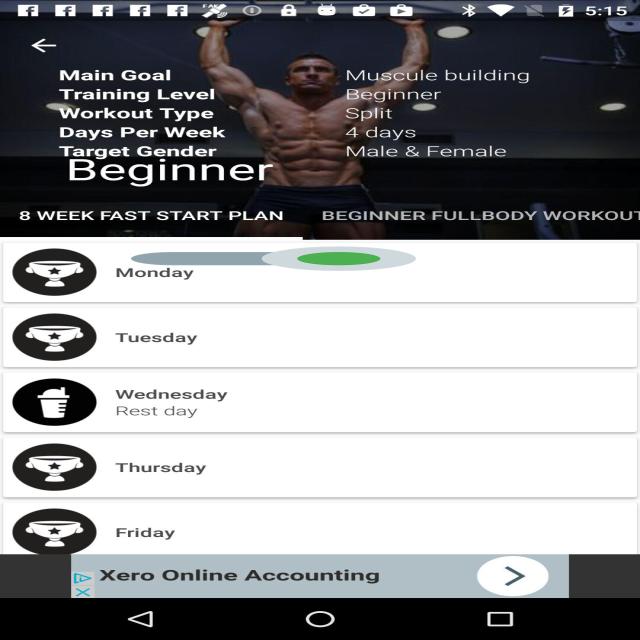 5:15
Main Goal Muscule building
Training Level Beginner
Workout Type Split
Days Per Week 4 days
Target Gender Male & Female
Beginner
8 WEEK FAST START PLAN BEGINNER FULLBODY WORKOUT
Monday
Tuesday
Wednesday
Rest day
Thursday
Friday
Xero Online Accounting